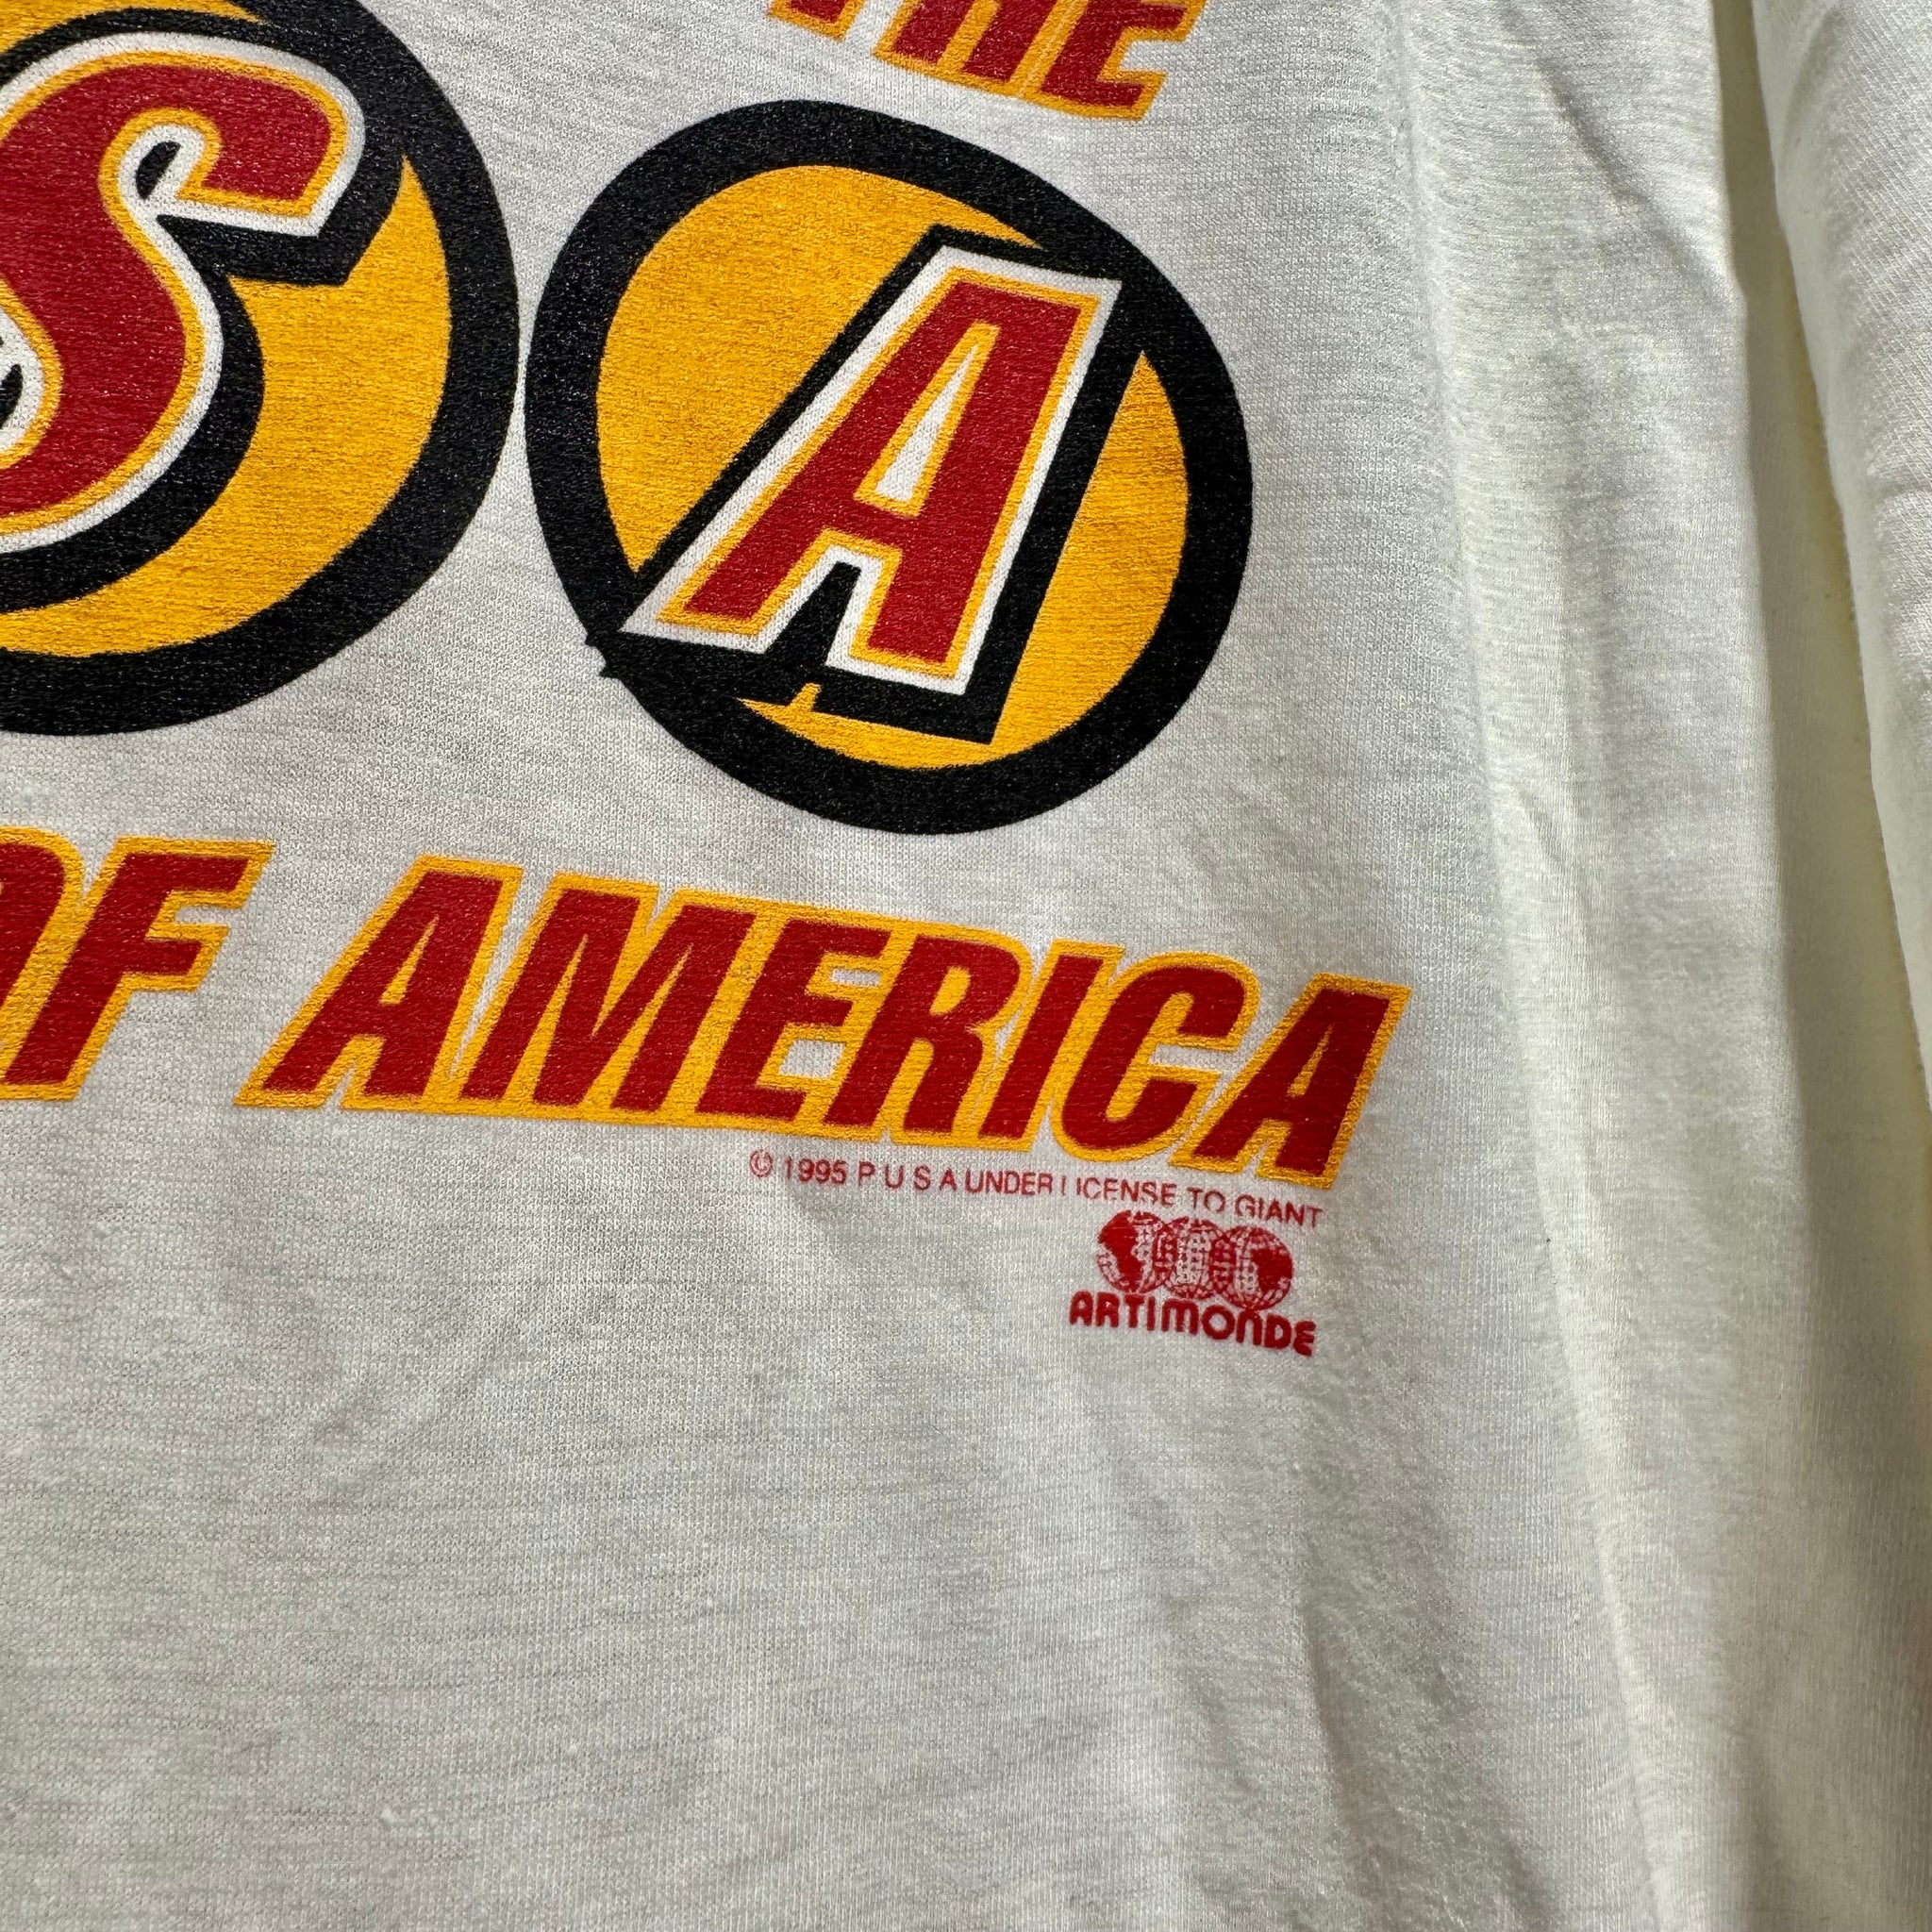 THE
S A
OF AMERICA
© 1995 P U S A UNDER LICENSE TO GIANT
ARTIMONDE